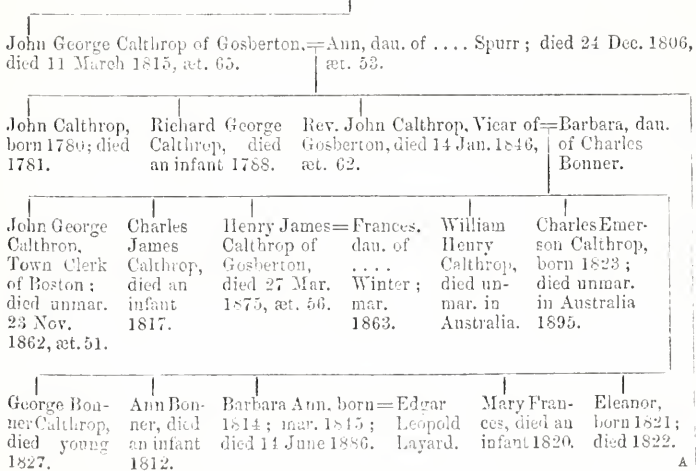 John George Calthrop of Gosberton,=Ann, dau. of .... Spurr; died 24 Dec. 1806,
died 11 March 1815, æt. 65.
æt. 53.
John Calthrop,
born 1780; died
1781.
Richard George
Calthrop, died
an infant 1788.
Rev. John Calthrop, Vicar of=Barbara, dau.
Gosberton, died 14 Jan. 1846,
æt. 62.
of Charles
Bonner.
John George
Calthrop,
Town Clerk
of Boston;
died unmar.
23 Nov.
1862, æt. 51.
Charles
James
Calthrop,
died an
infant
1817.
Henry James=Frances,
Calthrop of
Gosberton,
died 27 Mar.
1875, æt. 56.
dau. of
....
Winter;
mar.
1863.
William
Henry
Calthrop,
died un-
mar. in
Australia.
Charles Emer-
son Calthrop,
born 1823;
died unmar.
in Australia
1895.
George Bon-
ner Calthrop,
died young
1827.
Ann Bon-
ner, died
an infant
1812.
Barbara Ann, born=Edgar
1814; mar. 1845;
died 14 June 1886.
Leopold
Layard.
Mary Fran-
ces, died an
infant 1820.
Eleanor,
born 1821;
died 1822.
A